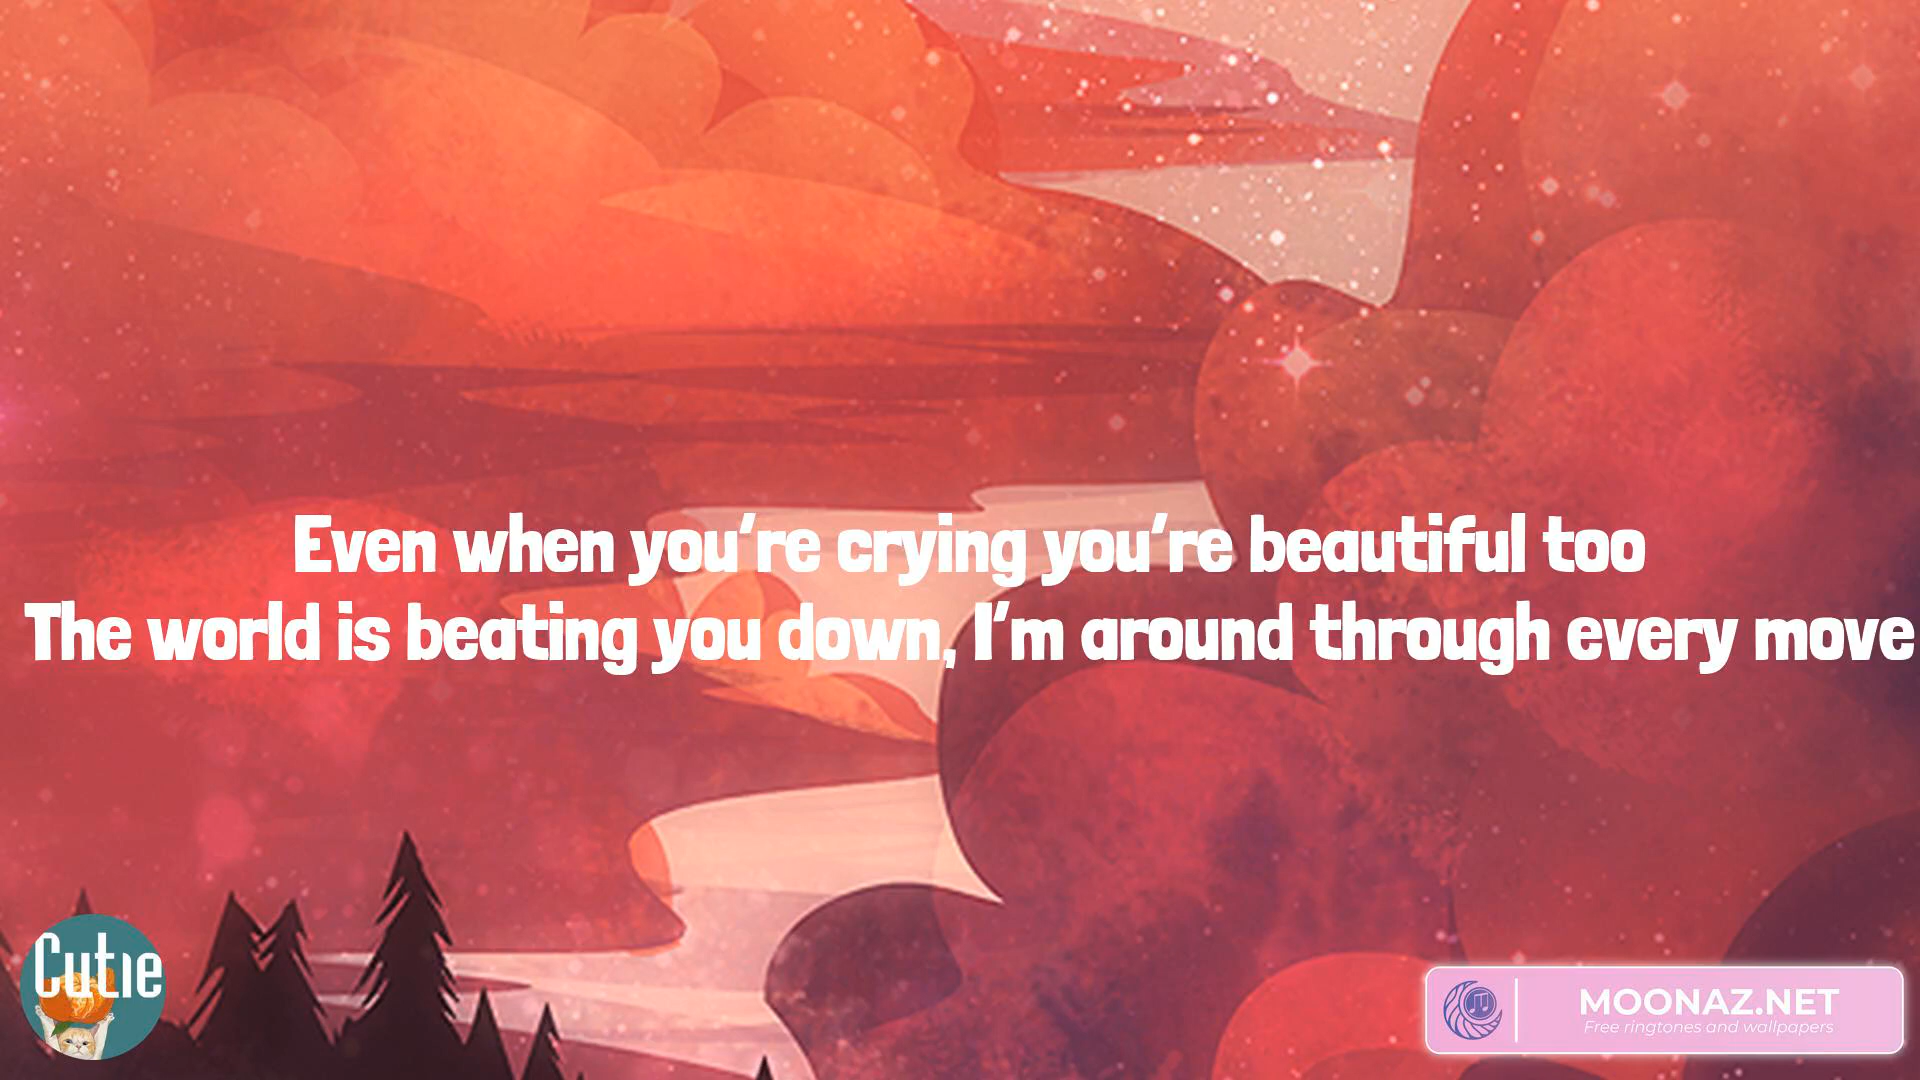 Even when you're crying you're beautiful too
The world is beating you down, I'm around through every move
Cutie
MOONAZ.NET
Free ringtones and wallpapers